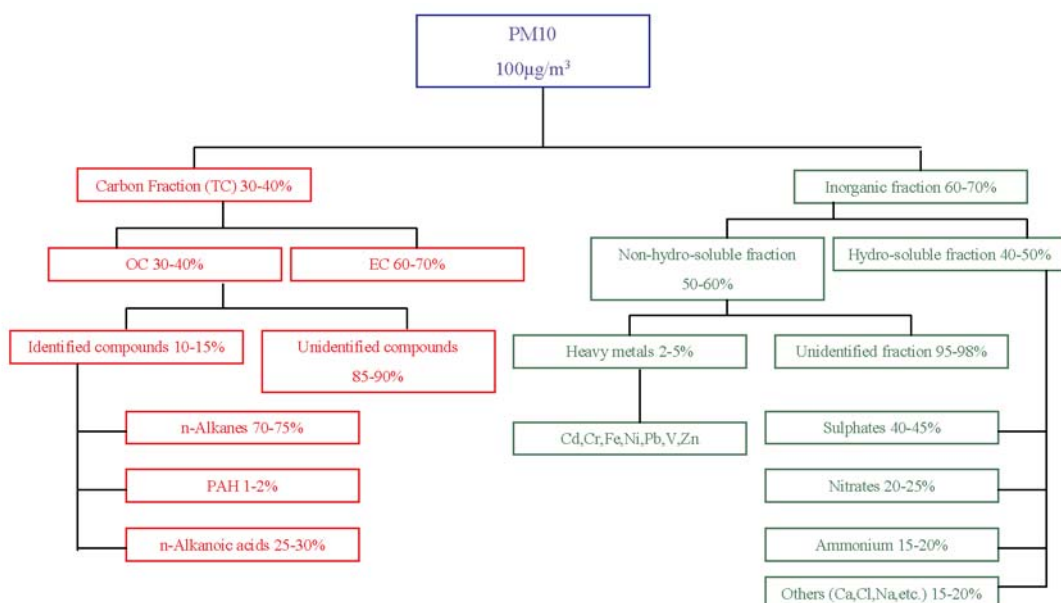 PM10
100µg/m³
Carbon Fraction (TC) 30-40%
Inorganic fraction 60-70%
OC 30-40%
EC 60-70%
Non-hydro-soluble fraction
50-60%
Hydro-soluble fraction 40-50%
Identified compounds 10-15%
Unidentified compounds
85-90%
Heavy metals 2-5%
Unidentified fraction 95-98%
n-Alkanes 70-75%
Cd,Cr,Fe,Ni,Pb,V,Zn
Sulphates 40-45%
PAH 1-2%
Nitrates 20-25%
n-Alkanoic acids 25-30%
Ammonium 15-20%
Others (Ca,Cl,Na,etc.) 15-20%